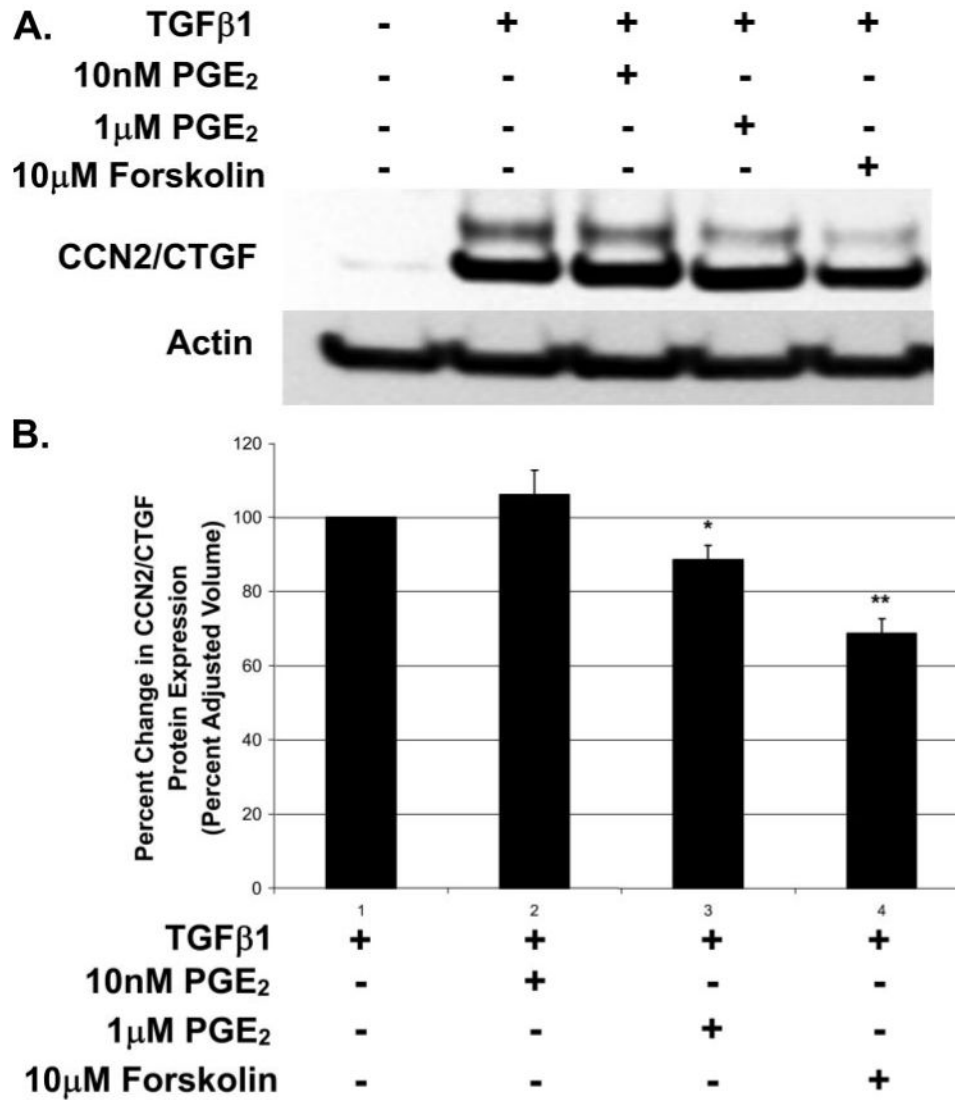 A.
TGFβ1 - + + + +
10nM PGE₂ - - + - -
1μM PGE₂ - - - + -
10μM Forskolin - - - - +
CCN2/CTGF
Actin
B.
Percent Change in CCN2/CTGF
Protein Expression
(Percent Adjusted Volume)
120
100
80
60
40
20
0
*
**
1 2 3 4
TGFβ1 + + + +
10nM PGE₂ - + - -
1μM PGE₂ - - + -
10μM Forskolin - - - +